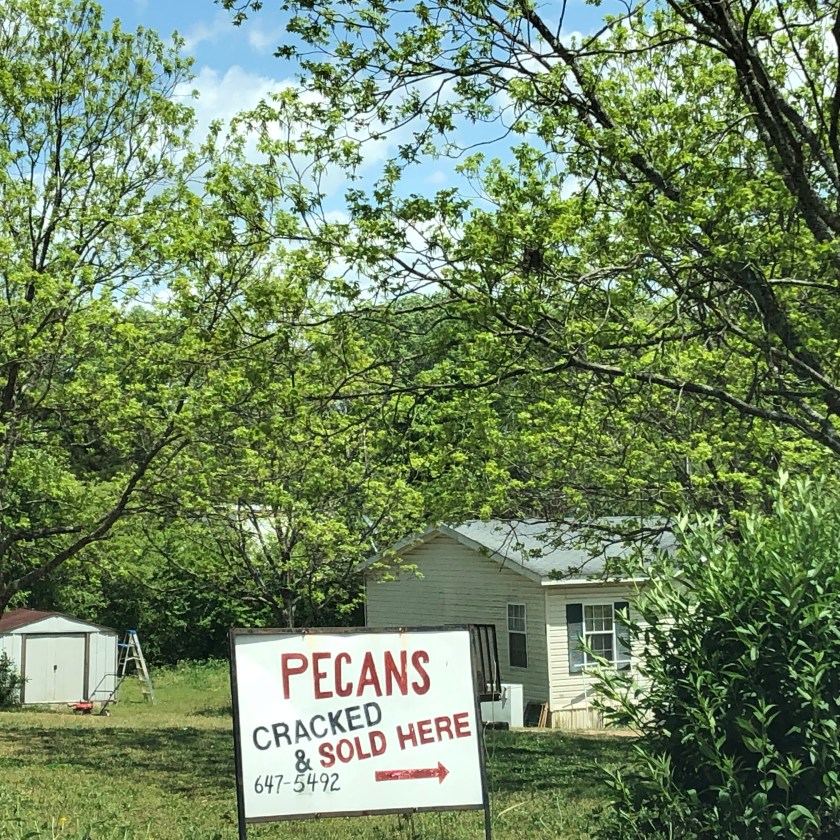 PECANS
CRACKED
& SOLD HERE
647-5492